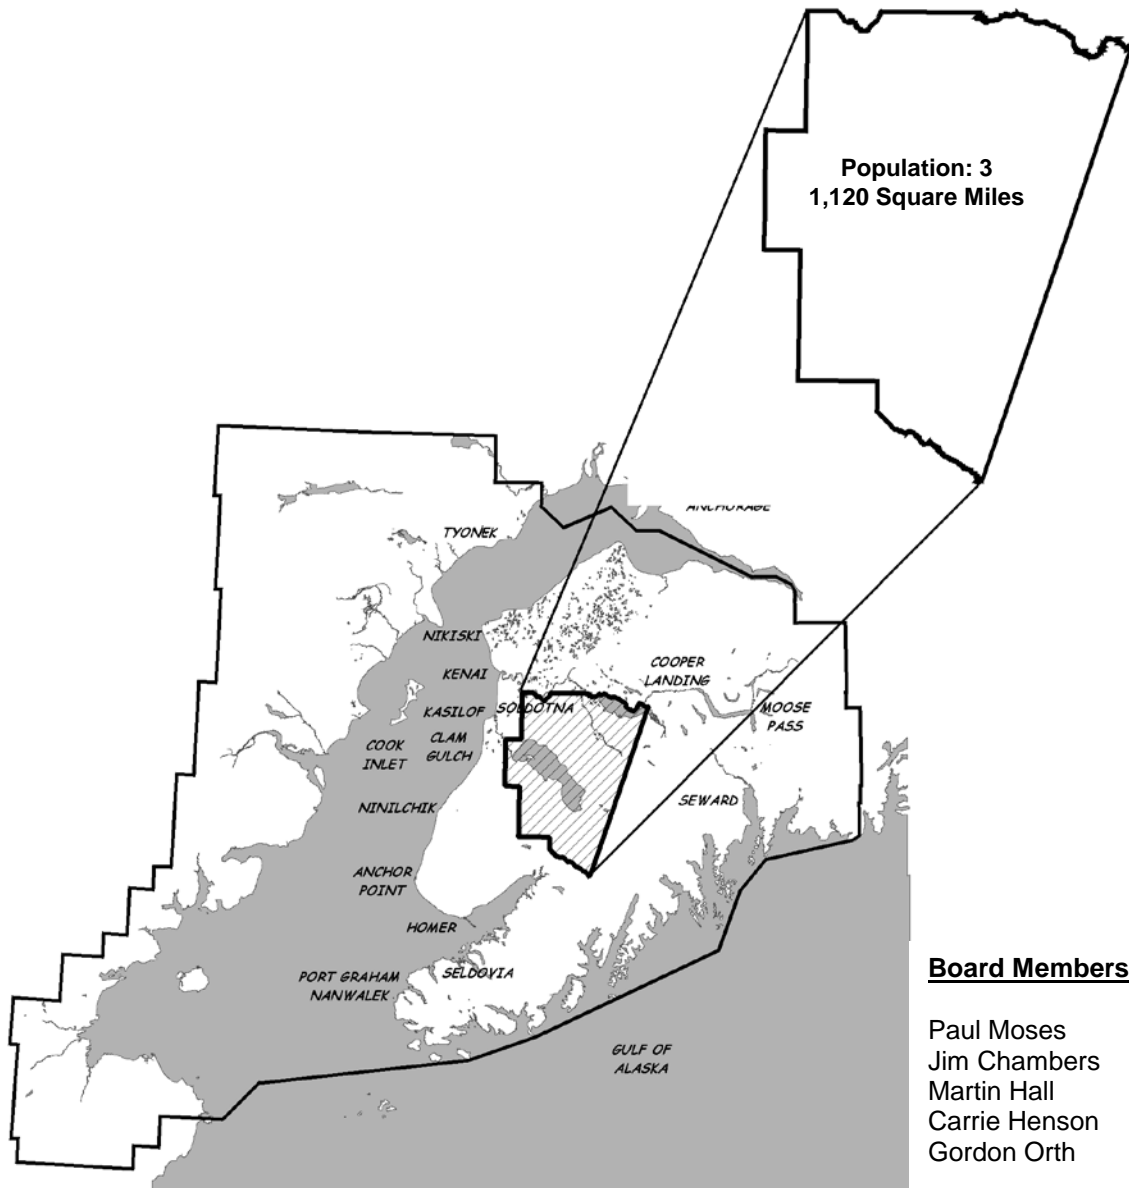 Population: 3
1,120 Square Miles
ANCHORAGE
TYONEK
NIKISKI
KENAI
COOPER
LANDING
SOLDOTNA
KASILOF
MOOSE
PASS
COOK
INLET
CLAM
GULCH
NINILCHIK
SEWARD
ANCHOR
POINT
HOMER
PORT GRAHAM
NANWALEK
SELDOVIA
GULF OF
ALASKA
Board Members
Paul Moses
Jim Chambers
Martin Hall
Carrie Henson
Gordon Orth